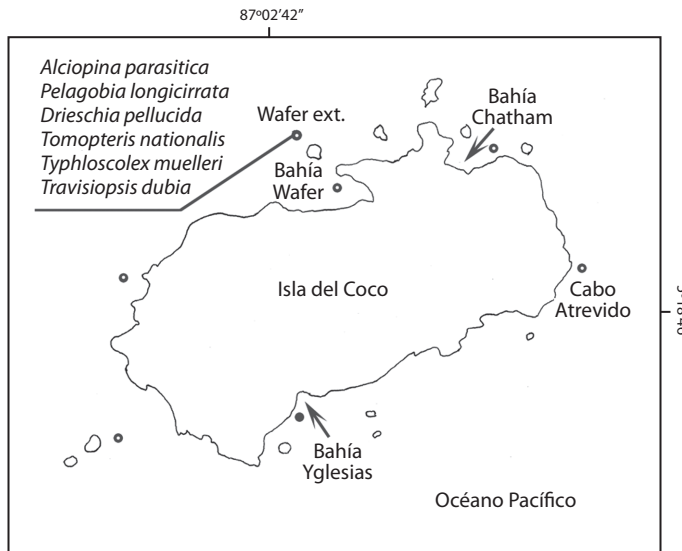 87º02’42”
Alciopina parasitica
Pelagobia longicirrata
Drieschia pellucida
Tomopteris nationalis
Typhloscolex muelleri
Travisiopsis dubia
Wafer ext.
Bahía
Wafer
Bahía
Chatham
Isla del Coco
Cabo
Atrevido
Bahía
Yglesias
Océano Pacífico